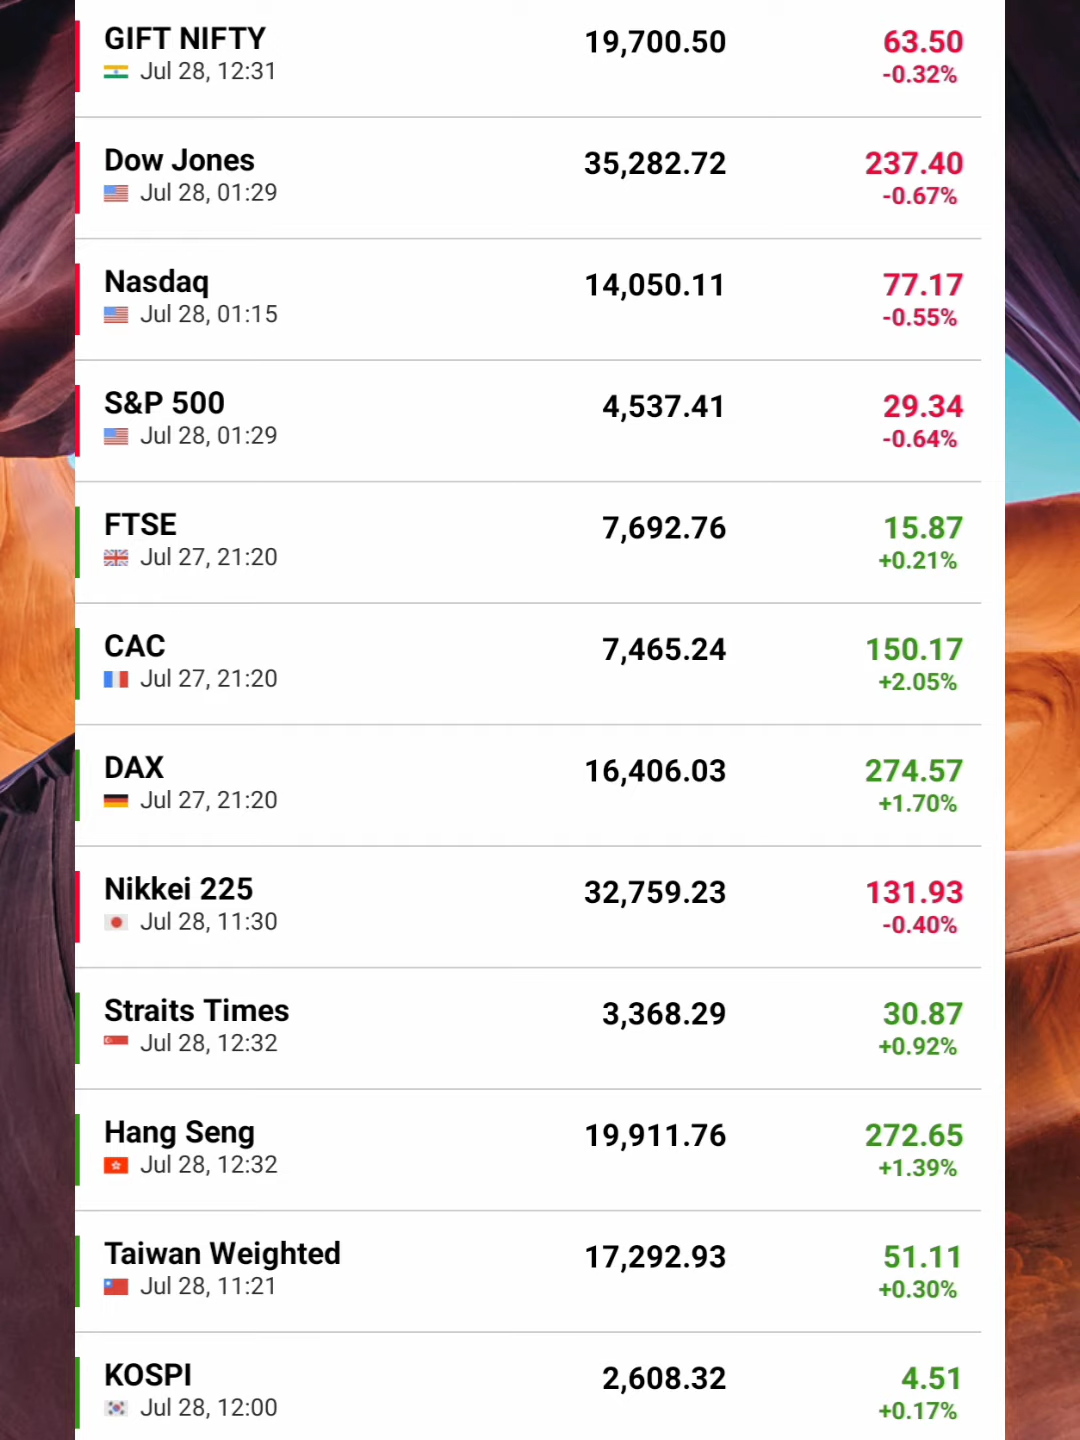 GIFT NIFTY 19,700.50 63.50
Jul 28, 12:31 -0.32%
Dow Jones 35,282.72 237.40
Jul 28, 01:29 -0.67%
Nasdaq 14,050.11 77.17
Jul 28, 01:15 -0.55%
S&P 500 4,537.41 29.34
Jul 28, 01:29 -0.64%
FTSE 7,692.76 15.87
Jul 27, 21:20 +0.21%
CAC 7,465.24 150.17
Jul 27, 21:20 +2.05%
DAX 16,406.03 274.57
Jul 27, 21:20 +1.70%
Nikkei 225 32,759.23 131.93
Jul 28, 11:30 -0.40%
Straits Times 3,368.29 30.87
Jul 28, 12:32 +0.92%
Hang Seng 19,911.76 272.65
Jul 28, 12:32 +1.39%
Taiwan Weighted 17,292.93 51.11
Jul 28, 11:21 +0.30%
KOSPI 2,608.32 4.51
Jul 28, 12:00 +0.17%